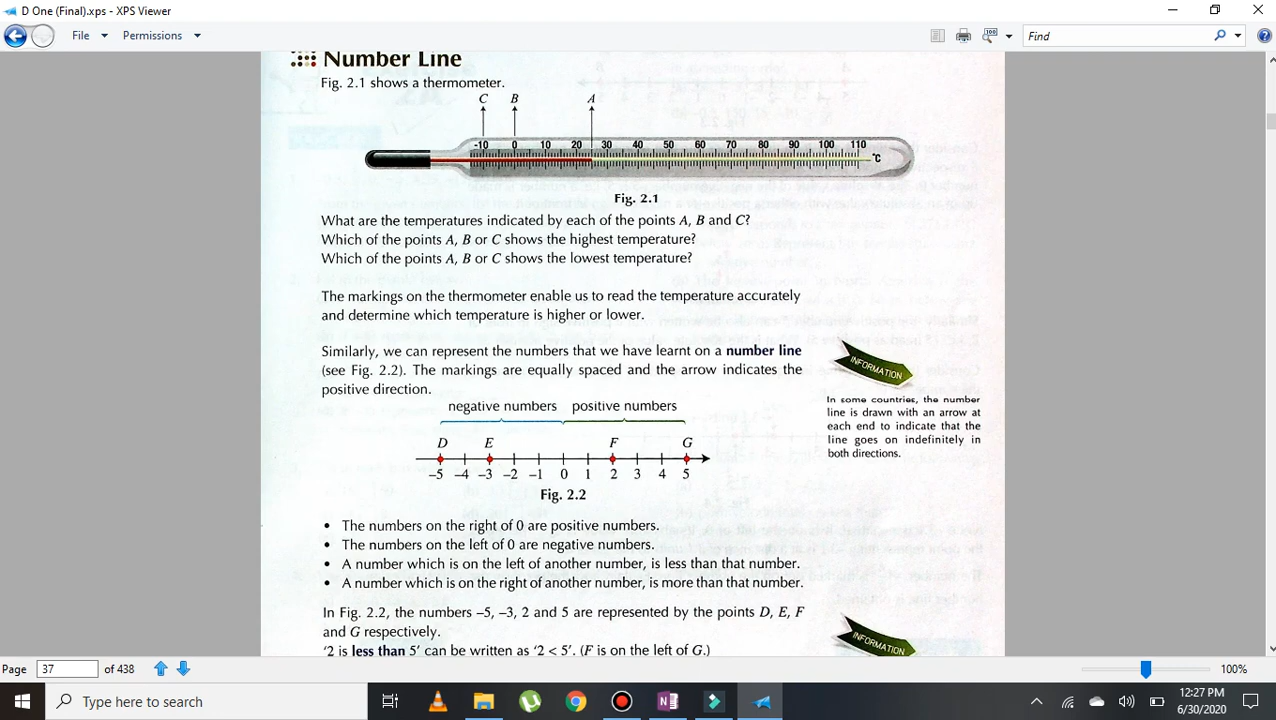 D One (Final).xps - XPS Viewer
File Permissions
Find
Number Line
Fig. 2.1 shows a thermometer.
C B A
-10 0 10 20 30 40 50 60 70 80 90 100 110
°C
Fig. 2.1
What are the temperatures indicated by each of the points A, B and C?
Which of the points A, B or C shows the highest temperature?
Which of the points A, B or C shows the lowest temperature?
The markings on the thermometer enable us to read the temperature accurately
and determine which temperature is higher or lower.
Similarly, we can represent the numbers that we have learnt on a number line
(see Fig. 2.2). The markings are equally spaced and the arrow indicates the
positive direction.
INFORMATION
In some countries, the number
line is drawn with an arrow at
each end to indicate that the
line goes on indefinitely in
both directions.
negative numbers positive numbers
D E F G
–5 –4 –3 –2 –1 0 1 2 3 4 5
Fig. 2.2
• The numbers on the right of 0 are positive numbers.
• The numbers on the left of 0 are negative numbers.
• A number which is on the left of another number, is less than that number.
• A number which is on the right of another number, is more than that number.
In Fig. 2.2, the numbers –5, –3, 2 and 5 are represented by the points D, E, F
and G respectively.
'2 is less than 5' can be written as '2 < 5'. (F is on the left of G.)
INFORMATION
Page 37 of 438
100%
Type here to search
12:27 PM
6/30/2020